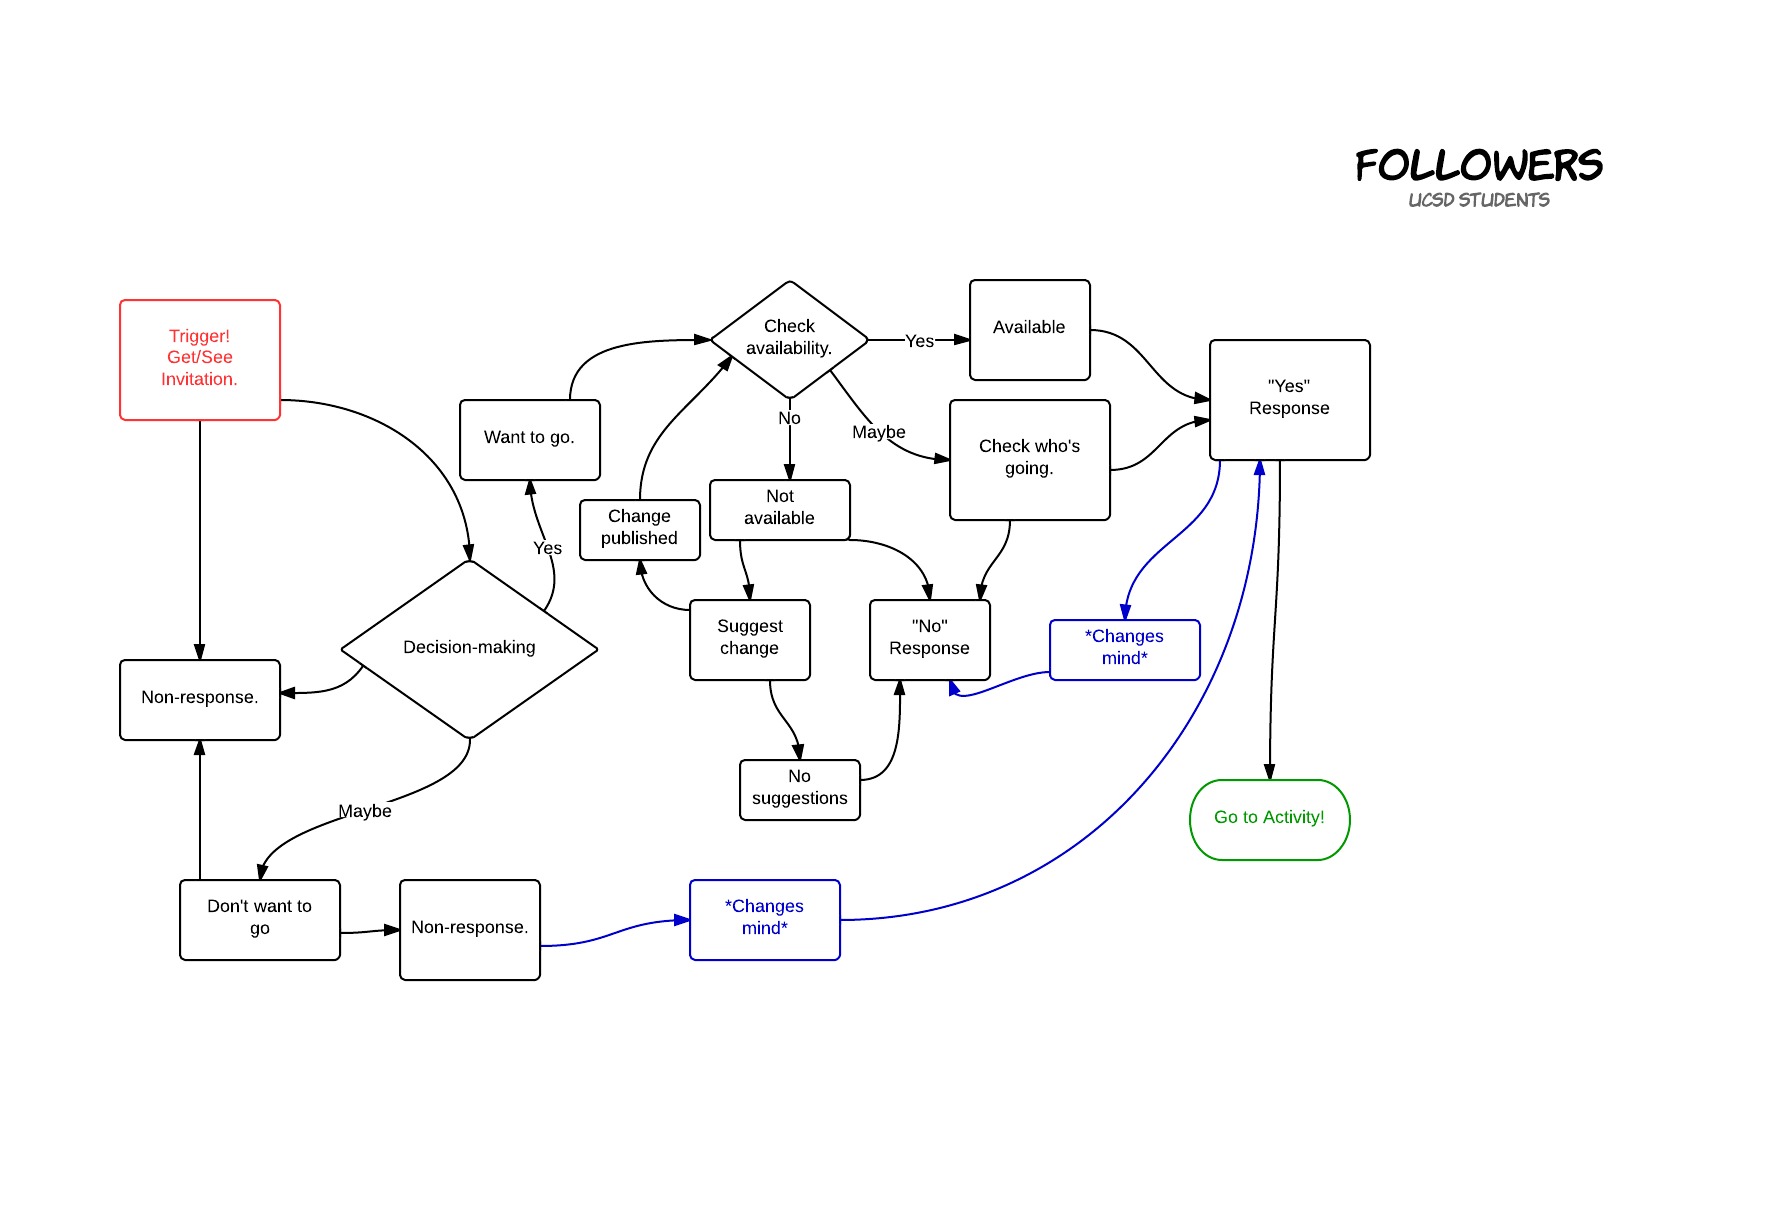 FOLLOWERS
UCSD STUDENTS
Trigger!
Get/See
Invitation.
Decision-making
Yes
Want to go.
Check
availability.
Yes
Available
No
Maybe
Check who's
going.
"Yes"
Response
Change
published
Not
available
Suggest
change
"No"
Response
*Changes
mind*
Non-response.
No
suggestions
Go to Activity!
Maybe
Don't want to
go
Non-response.
*Changes
mind*